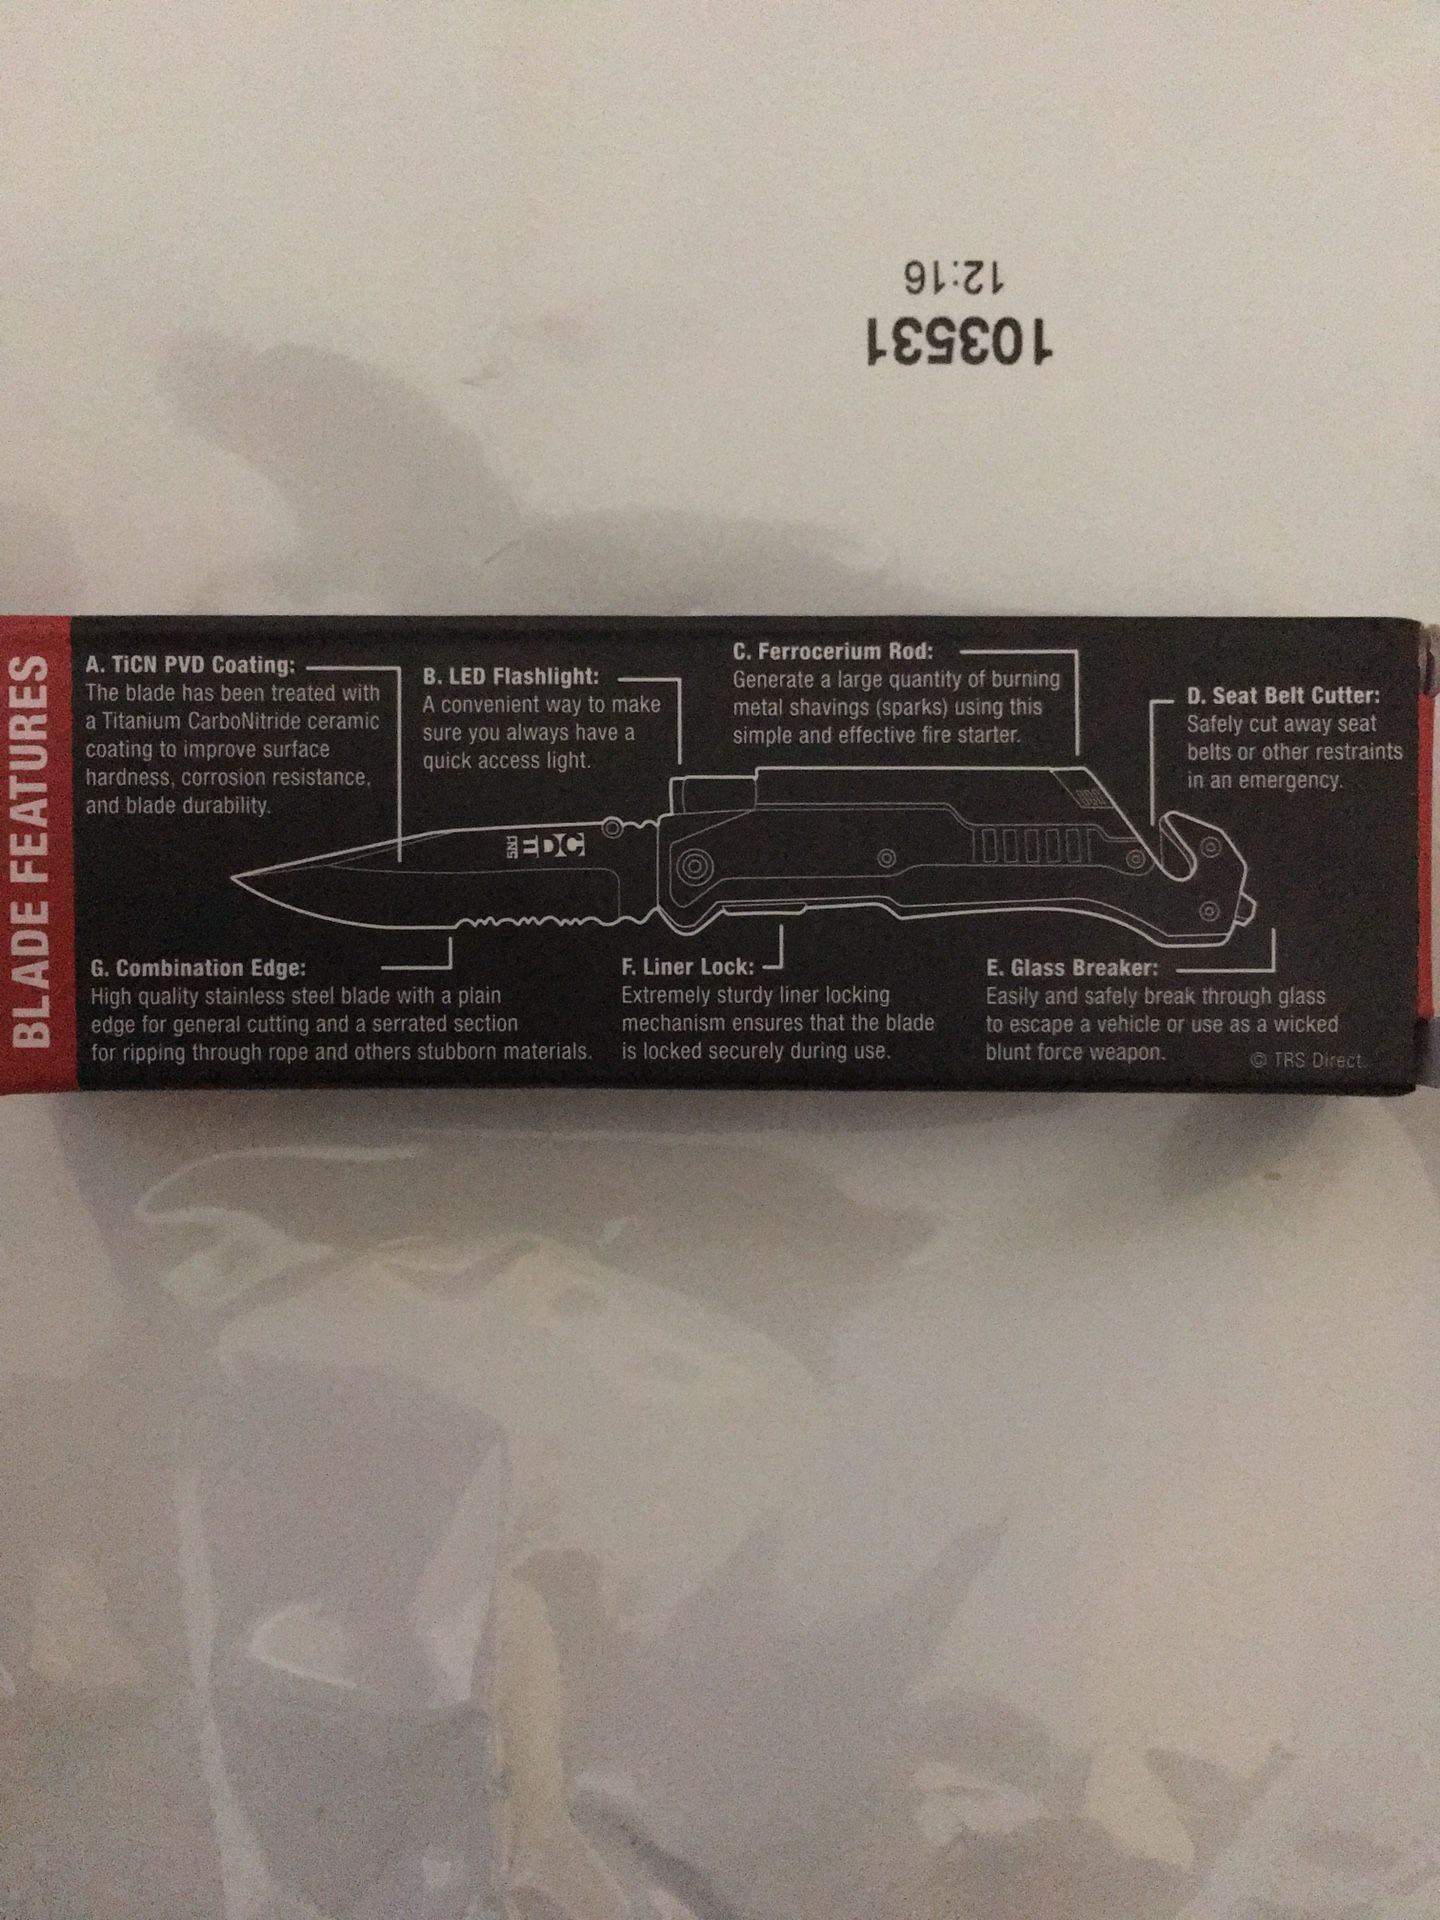 12:16
103531
BLADE FEATURES
A. TiCN PVD Coating:
The blade has been treated with
a Titanium CarboNitride ceramic
coating to improve surface
hardness, corrosion resistance,
and blade durability.
B. LED Flashlight:
A convenient way to make
sure you always have a
quick access light.
C. Ferrocerium Rod:
Generate a large quantity of burning
metal shavings (sparks) using this
simple and effective fire starter.
D. Seat Belt Cutter:
Safely cut away seat
belts or other restraints
in an emergency.
5N1 EDC
G. Combination Edge:
High quality stainless steel blade with a plain
edge for general cutting and a serrated section
for ripping through rope and others stubborn materials.
F. Liner Lock:
Extremely sturdy liner locking
mechanism ensures that the blade
is locked securely during use.
E. Glass Breaker:
Easily and safely break through glass
to escape a vehicle or use as a wicked
blunt force weapon.
© TRS Direct.